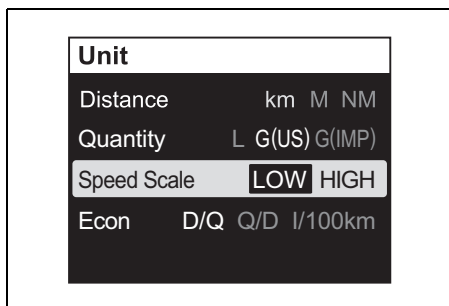 Unit
Distance km M NM
Quantity L G(US) G(IMP)
Speed Scale LOW HIGH
Econ D/Q Q/D l/100km